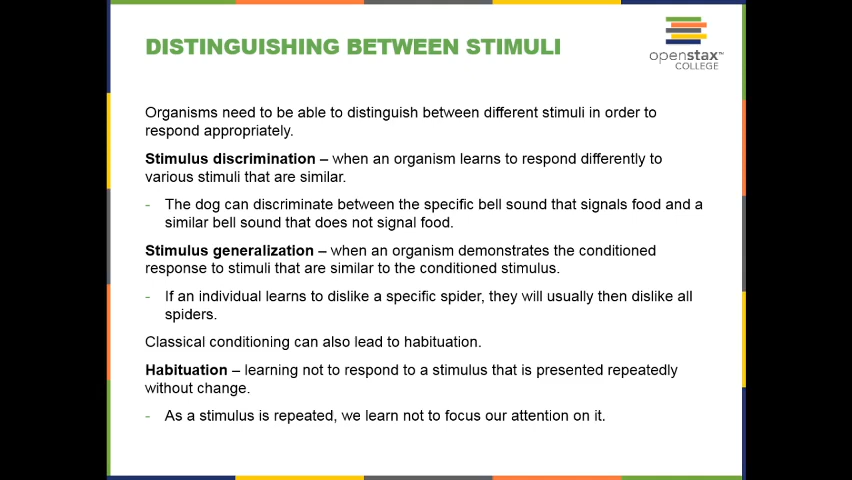 DISTINGUISHING BETWEEN STIMULI
openstax™
COLLEGE
Organisms need to be able to distinguish between different stimuli in order to
respond appropriately.
Stimulus discrimination – when an organism learns to respond differently to
various stimuli that are similar.
- The dog can discriminate between the specific bell sound that signals food and a
similar bell sound that does not signal food.
Stimulus generalization – when an organism demonstrates the conditioned
response to stimuli that are similar to the conditioned stimulus.
- If an individual learns to dislike a specific spider, they will usually then dislike all
spiders.
Classical conditioning can also lead to habituation.
Habituation – learning not to respond to a stimulus that is presented repeatedly
without change.
- As a stimulus is repeated, we learn not to focus our attention on it.